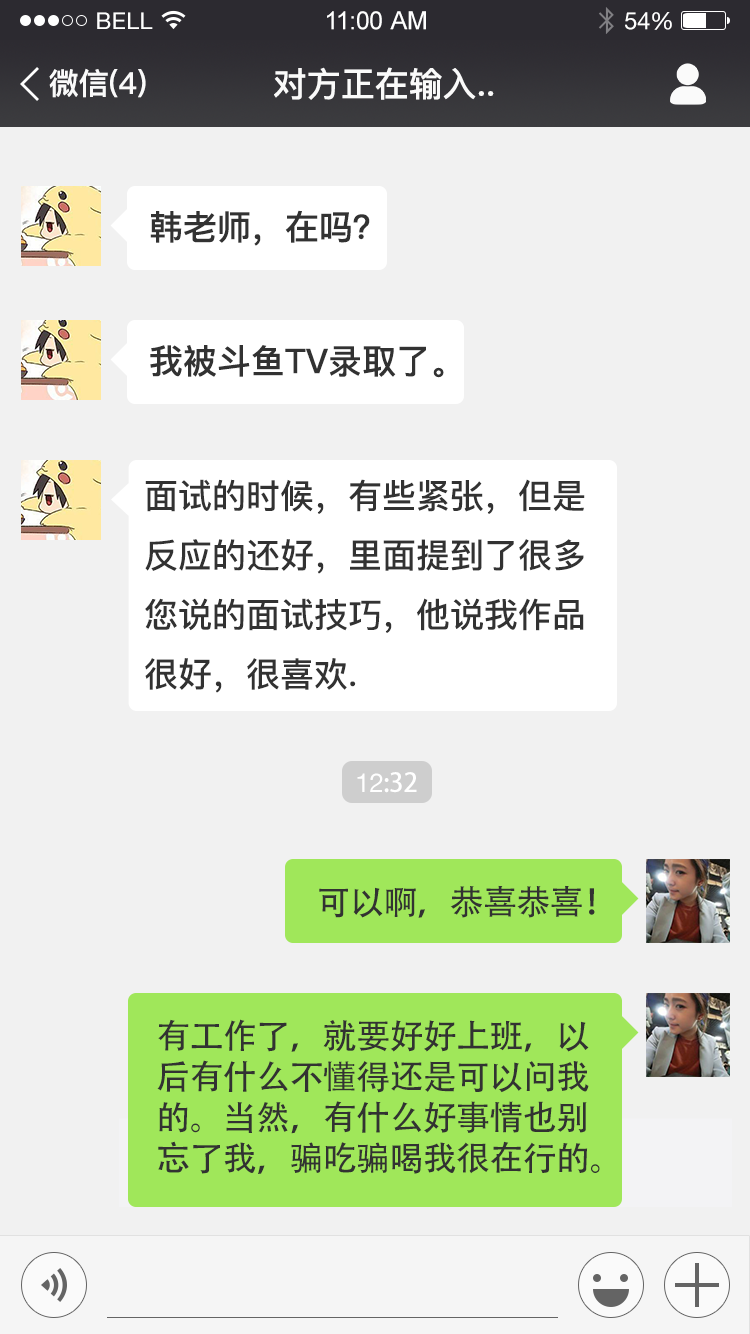 BELL 11:00 AM 54%
微信(4) 对方正在输入..
韩老师，在吗?
我被斗鱼TV录取了。
面试的时候，有些紧张，但是
反应的还好，里面提到了很多
您说的面试技巧，他说我作品
很好，很喜欢.
12:32
可以啊，恭喜恭喜！
有工作了，就要好好上班，以
后有什么不懂得还是可以问我
的。当然，有什么好事情也别
忘了我，骗吃骗喝我很在行的。